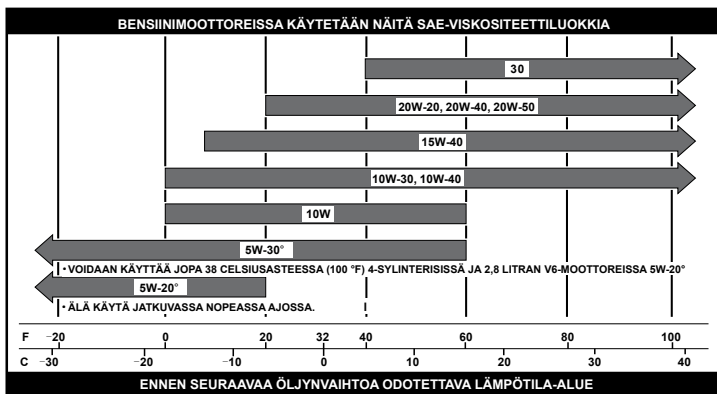 BENSIINIMOOTTOREISSA KÄYTETÄÄN NÄITÄ SAE-VISKOSITEETTILUOKKIA
30
20W-20, 20W-40, 20W-50
15W-40
10W-30, 10W-40
10W
5W-30°
• VOIDAAN KÄYTTÄÄ JOPA 38 CELSIUSASTEESSA (100 °F) 4-SYLINTERISISSÄ JA 2,8 LITRAN V6-MOOTTOREISSA 5W-20°
5W-20°
• ÄLÄ KÄYTÄ JATKUVASSA NOPEASSA AJOSSA.
F –20 0 20 32 40 60 80 100
C –30 –20 –10 0 10 20 30 40
ENNEN SEURAAVAA ÖLJYNVAIHTOA ODOTETTAVA LÄMPÖTILA-ALUE